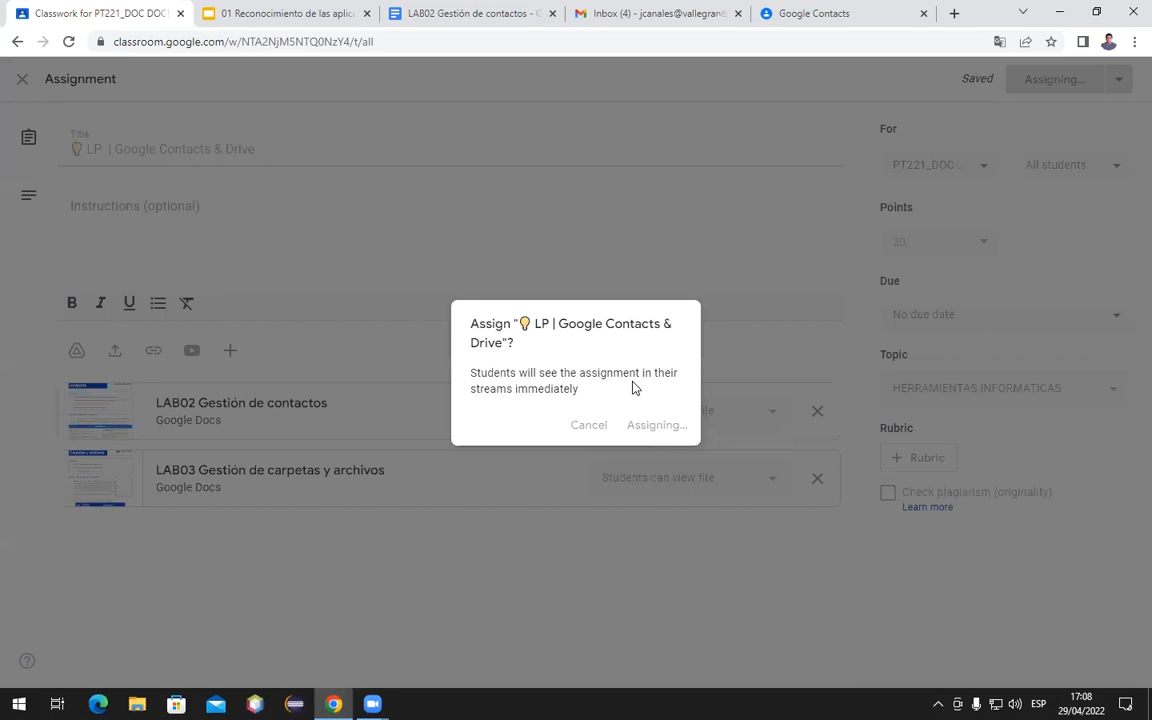 Classwork for PT221_DOC DOCE
01 Reconocimiento de las aplica
LAB02 Gestión de contactos - G
Inbox (4) - jcanales@vallegrand
Google Contacts
classroom.google.com/w/NTA2NjM5NTQ0NzY4/t/all
Assignment
Saved
Assigning...
Title
LP | Google Contacts & Drive
Instructions (optional)
For
PT221_DOC ...
All students
Points
20
Due
No due date
Topic
HERRAMIENTAS INFORMATICAS
Rubric
+ Rubric
Check plagiarism (originality)
Learn more
B I U
LAB02 Gestión de contactos
Google Docs
LAB03 Gestión de carpetas y archivos
Google Docs
Students can view file
Assign "💡 LP | Google Contacts &
Drive"?
Students will see the assignment in their
streams immediately
Cancel
Assigning...
ESP
17:08
29/04/2022